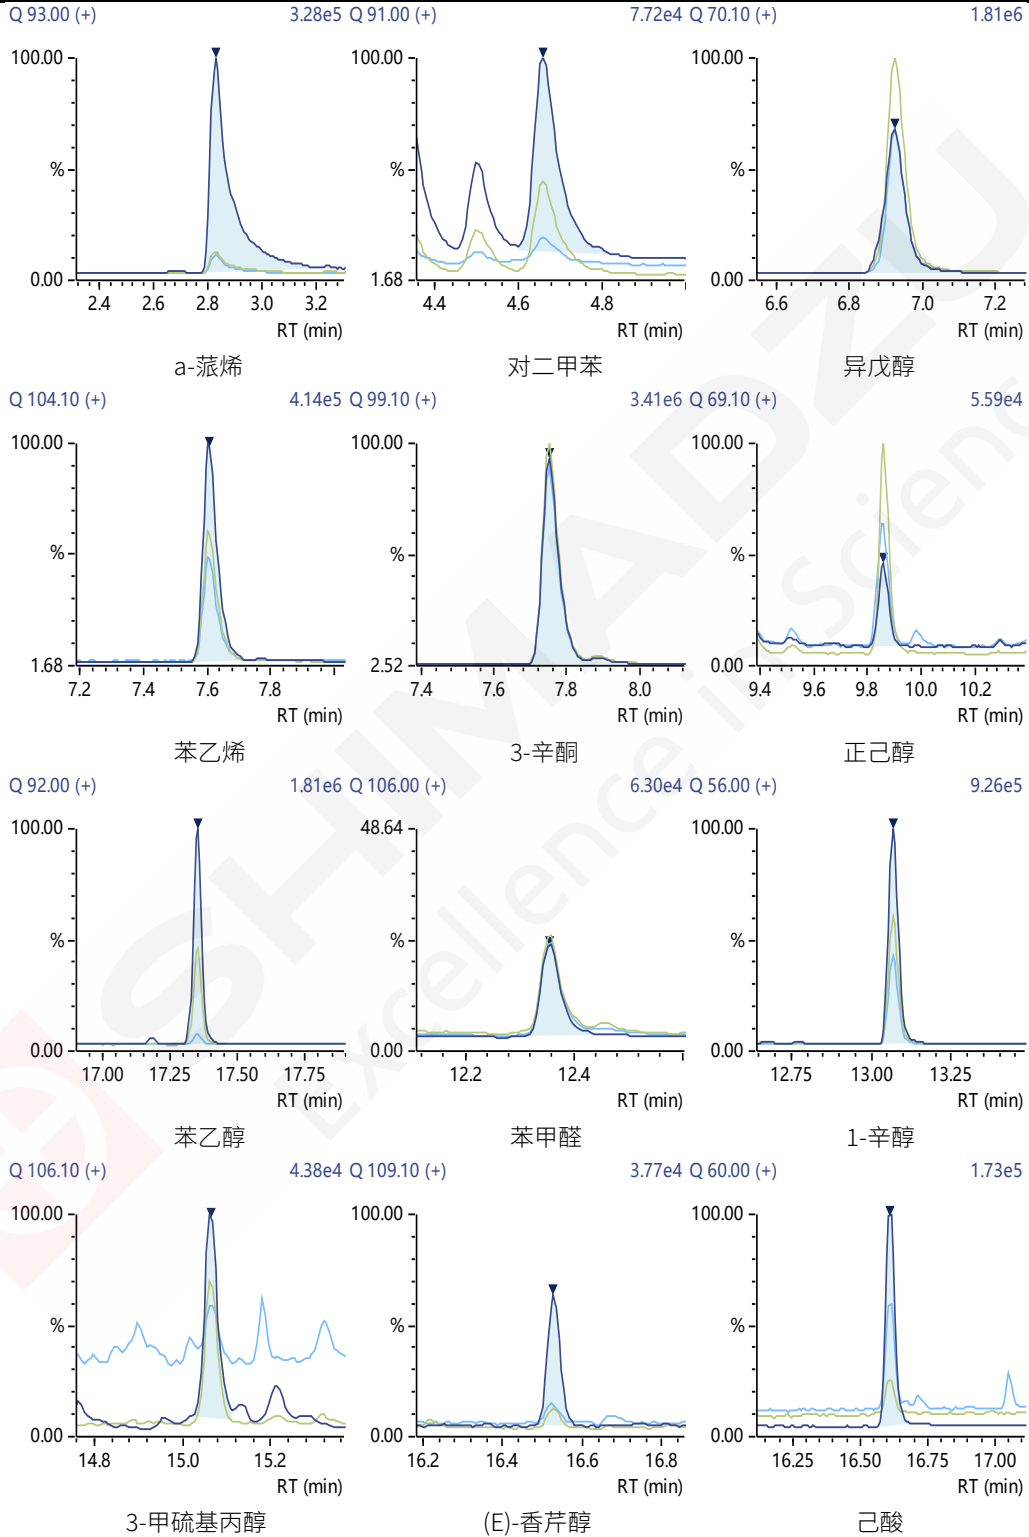 Q 93.00 (+) 3.28e5 Q 91.00 (+) 7.72e4 Q 70.10 (+) 1.81e6
100.00 100.00 100.00
% % %
0.00 1.68 0.00
2.4 2.6 2.8 3.0 3.2 4.4 4.6 4.8 6.6 6.8 7.0 7.2
RT (min) RT (min) RT (min)
a-蒎烯 对二甲苯 异戊醇
Q 104.10 (+) 4.14e5 Q 99.10 (+) 3.41e6 Q 69.10 (+) 5.59e4
100.00 100.00 100.00
% % %
1.68 2.52 0.00
7.2 7.4 7.6 7.8 7.4 7.6 7.8 8.0 9.4 9.6 9.8 10.0 10.2
RT (min) RT (min) RT (min)
苯乙烯 3-辛酮 正己醇
Q 92.00 (+) 1.81e6 Q 106.00 (+) 6.30e4 Q 56.00 (+) 9.26e5
100.00 48.64 100.00
% % %
0.00 0.00 0.00
17.00 17.25 17.50 17.75 12.2 12.4 12.75 13.00 13.25
RT (min) RT (min) RT (min)
苯乙醇 苯甲醛 1-辛醇
Q 106.10 (+) 4.38e4 Q 109.10 (+) 3.77e4 Q 60.00 (+) 1.73e5
100.00 100.00 100.00
% % %
0.00 0.00 0.00
14.8 15.0 15.2 16.2 16.4 16.6 16.8 16.25 16.50 16.75 17.00
RT (min) RT (min) RT (min)
3-甲硫基丙醇 (E)-香芹醇 己酸
SHIMADZU
Excellence in Science